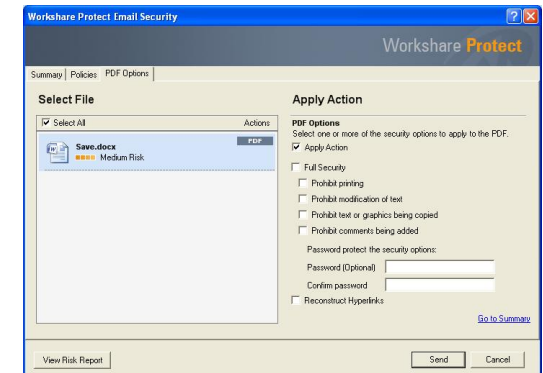 Workshare Protect Email Security
Workshare Protect
Summary Policies PDF Options
Select File
Select All Actions
Save.docx PDF
Medium Risk
Apply Action
PDF Options
Select one or more of the security options to apply to the PDF.
Apply Action
Full Security
Prohibit printing
Prohibit modification of text
Prohibit text or graphics being copied
Prohibit comments being added
Password protect the security options:
Password (Optional)
Confirm password
Reconstruct Hyperlinks
Go to Summary
View Risk Report Send Cancel